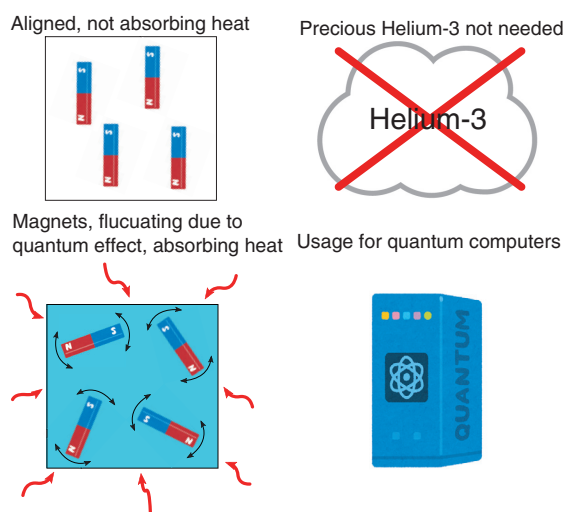 Aligned, not absorbing heat
S
S
N
N
S
S
N
N
Precious Helium-3 not needed
Helium-3
Magnets, flucuating due to
quantum effect, absorbing heat
N S
S
N
S
N
S
N
Usage for quantum computers
QUANTUM